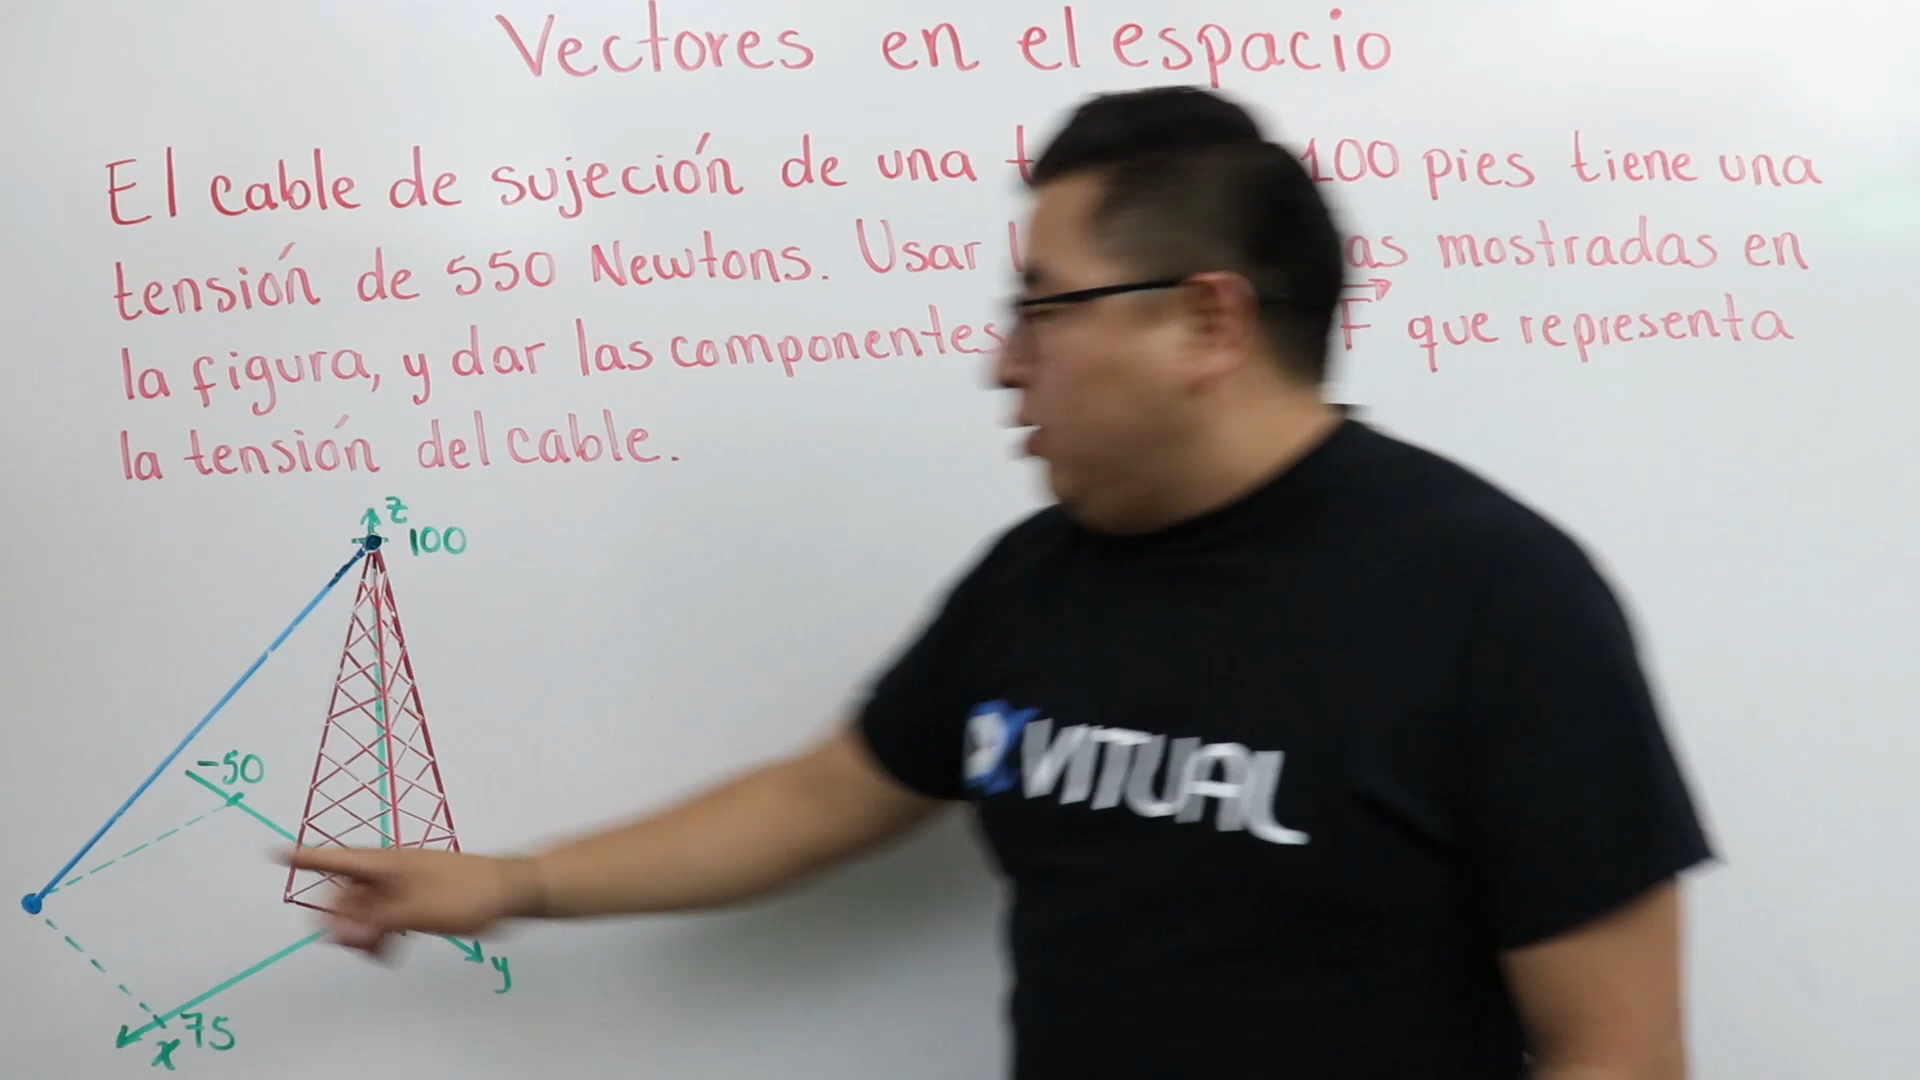 Vectores en el espacio
El cable de sujeción de una 100 pies tiene una
tensión de 550 Newtons. Usar as mostradas en
la figura, y dar las componentes F que representa
la tensión del cable.
z
100
-50
y
75
x
VITUAL